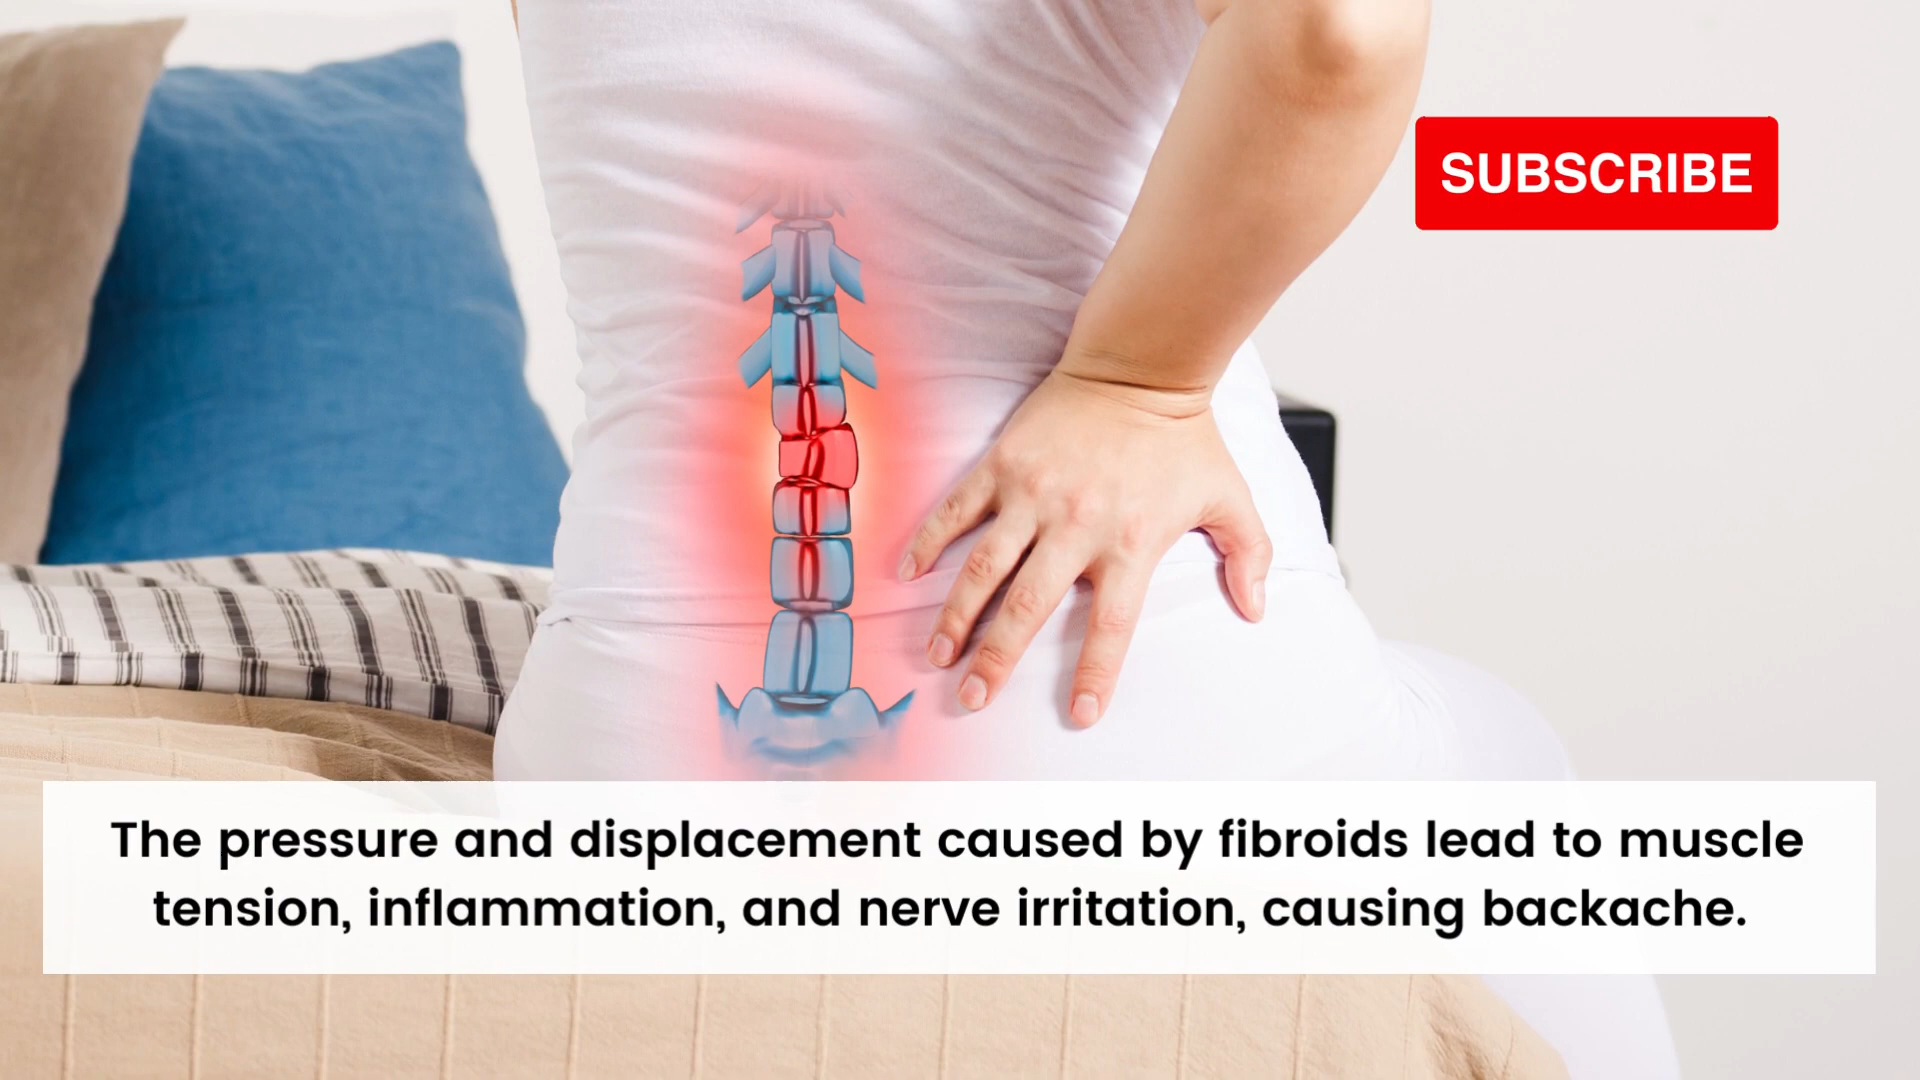 SUBSCRIBE
The pressure and displacement caused by fibroids lead to muscle
tension, inflammation, and nerve irritation, causing backache.